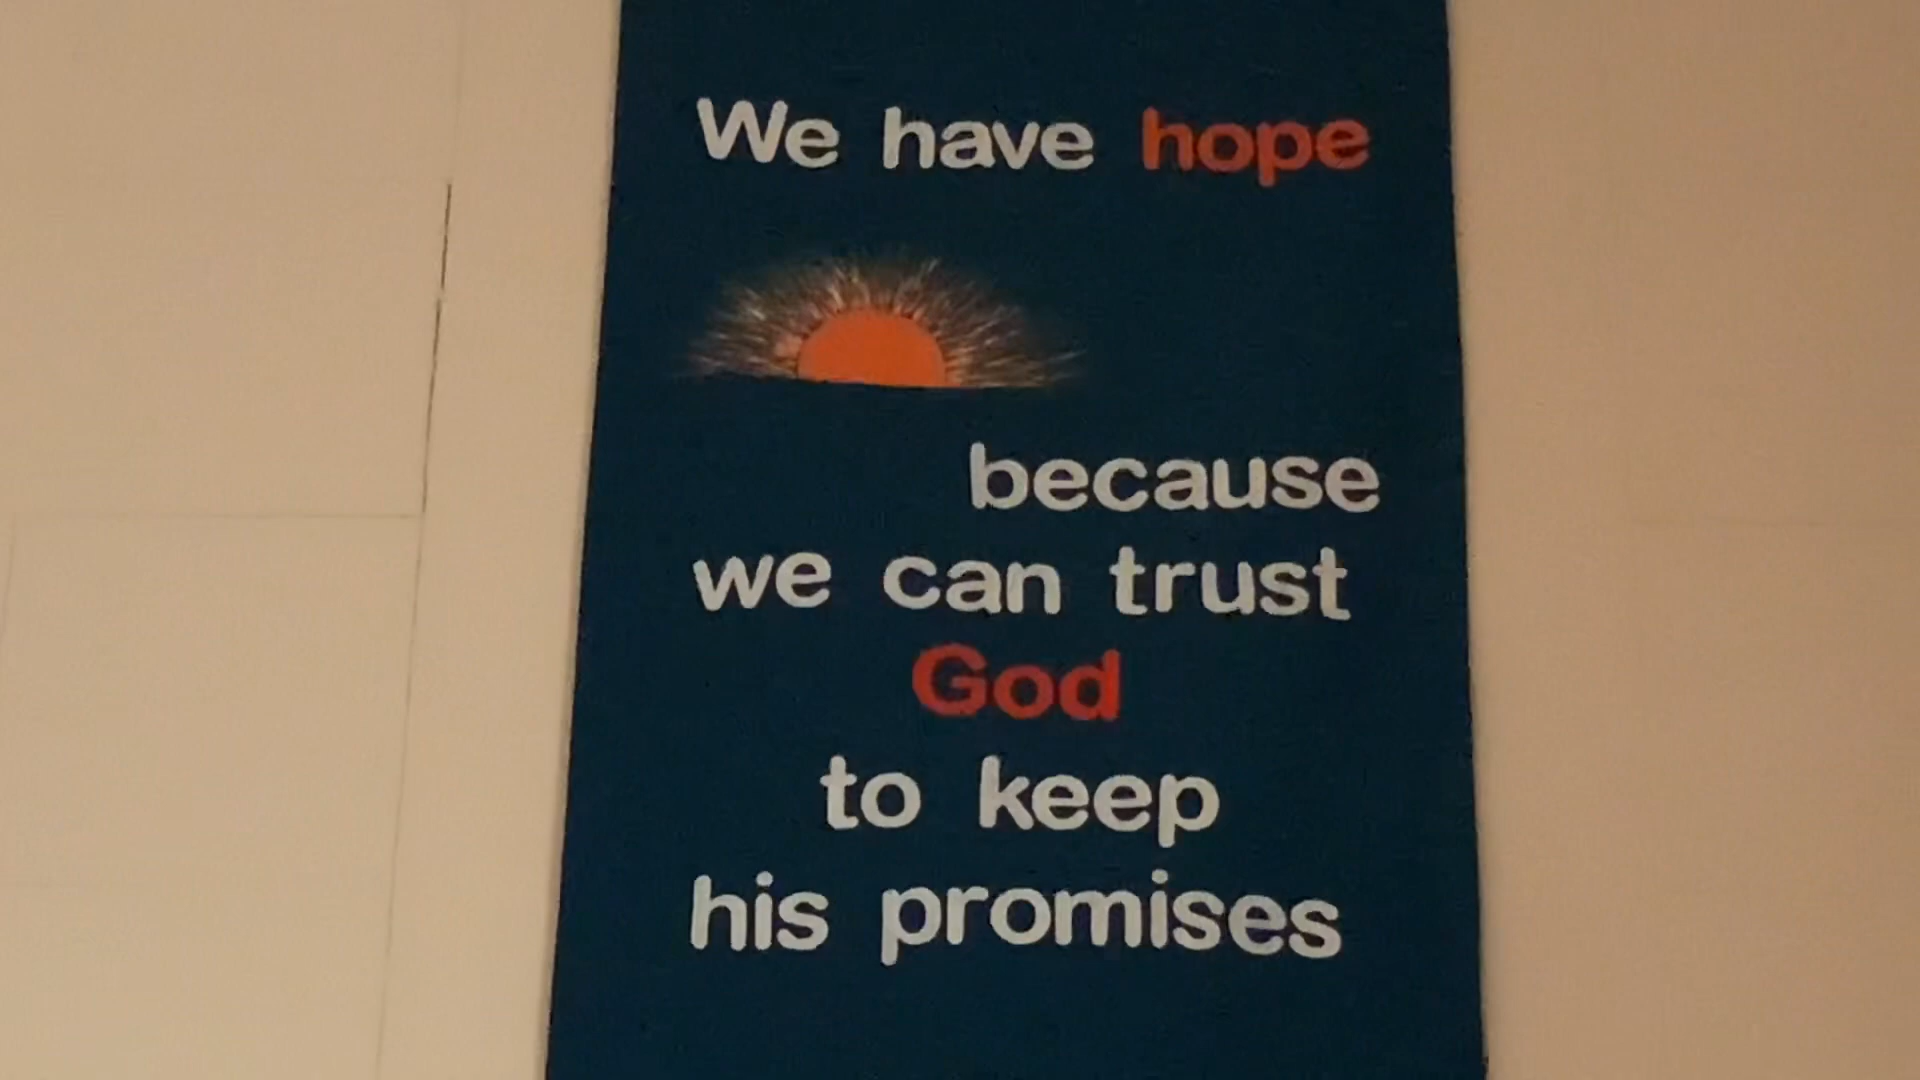 We have hope
because
we can trust
God
to keep
his promises